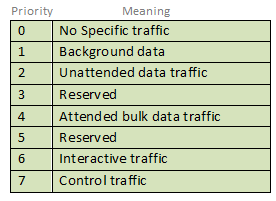 Priority Meaning
0 No Specific traffic
1 Background data
2 Unattended data traffic
3 Reserved
4 Attended bulk data traffic
5 Reserved
6 Interactive traffic
7 Control traffic